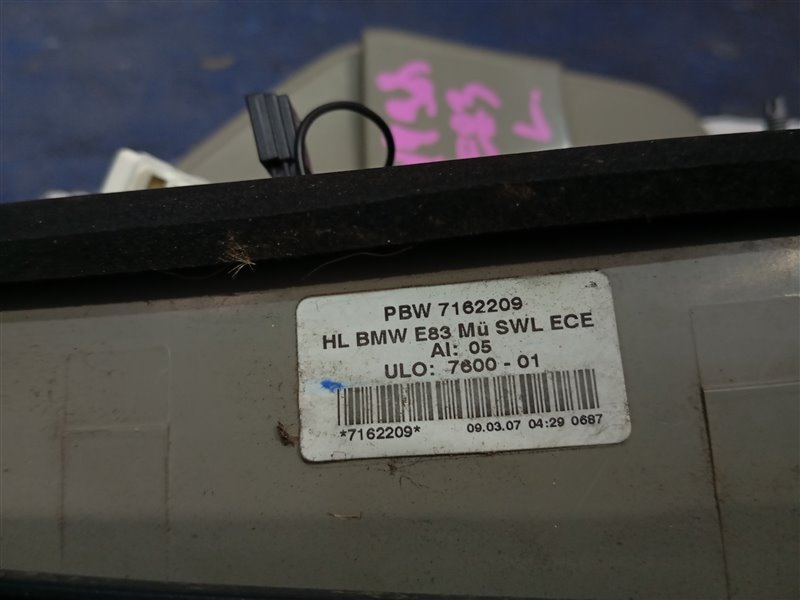 L
PBW 7162209
HL BMW E83 Mü SWL ECE
AI: 05
ULO: 7600 - 01
*7162209* 09.03.07 04:29 0687